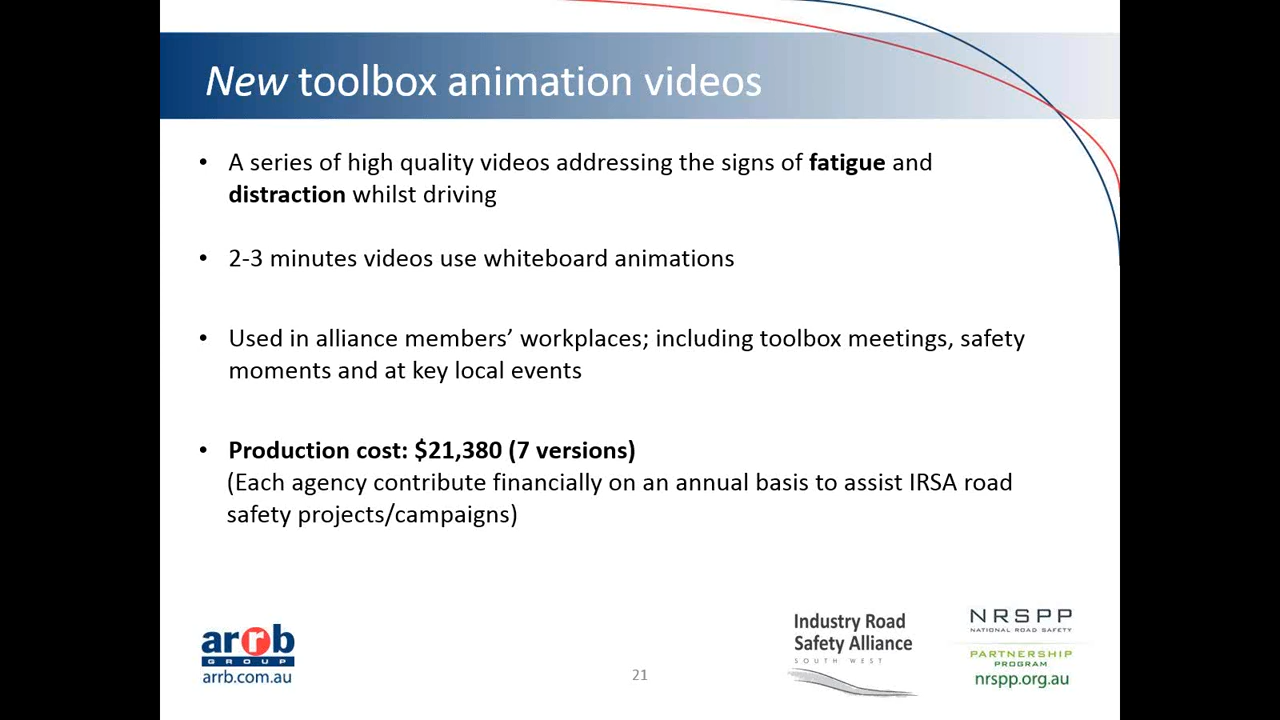 New toolbox animation videos
• A series of high quality videos addressing the signs of fatigue and
distraction whilst driving
• 2-3 minutes videos use whiteboard animations
• Used in alliance members’ workplaces; including toolbox meetings, safety
moments and at key local events
• Production cost: $21,380 (7 versions)
(Each agency contribute financially on an annual basis to assist IRSA road
safety projects/campaigns)
arrb
GROUP
arrb.com.au
21
Industry Road
Safety Alliance
SOUTH WEST
NRSPP
NATIONAL ROAD SAFETY
PARTNERSHIP
PROGRAM
nrspp.org.au